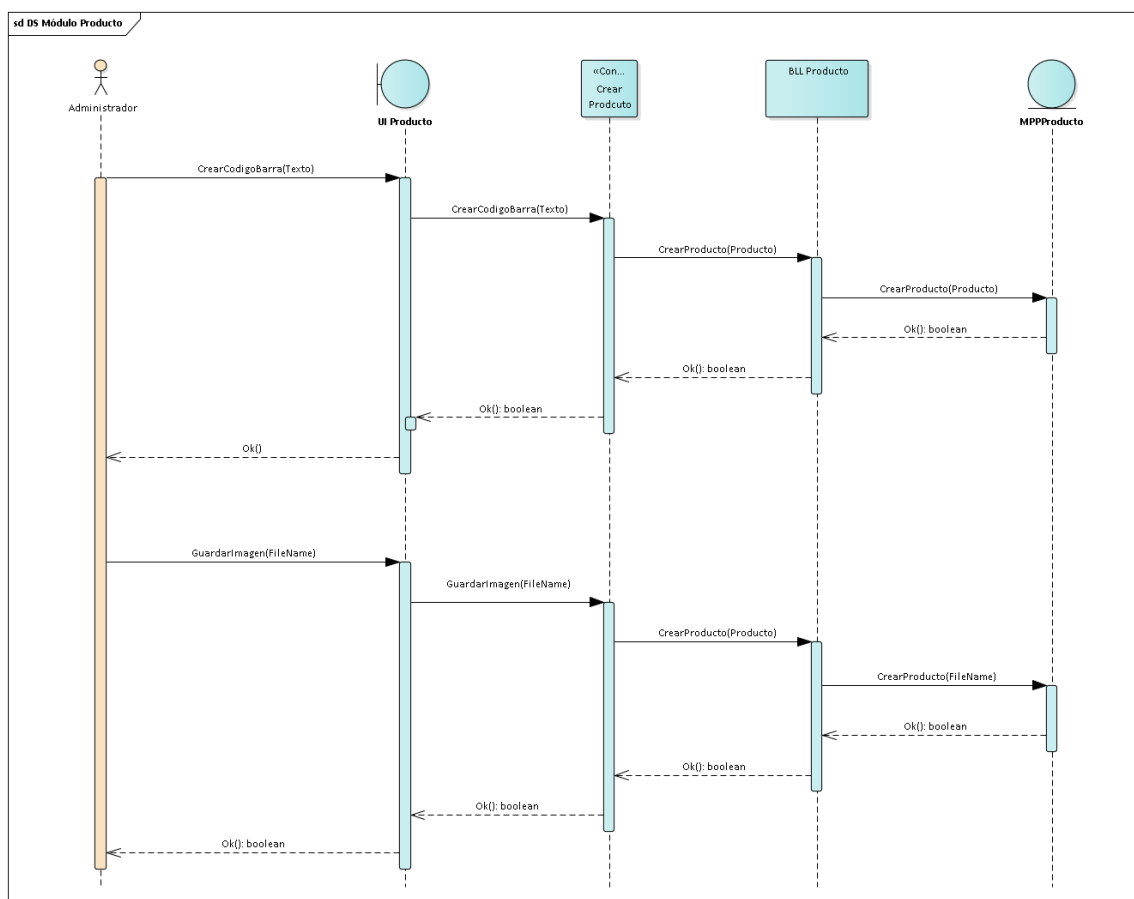 sd DS Módulo Producto
Administrador
UI Producto
«Con...
Crear
Prodcuto
BLL Producto
MPPProducto
CrearCodigoBarra(Texto)
CrearCodigoBarra(Texto)
CrearProducto(Producto)
CrearProducto(Producto)
Ok(): boolean
Ok(): boolean
Ok(): boolean
Ok()
GuardarImagen(FileName)
GuardarImagen(FileName)
CrearProducto(Producto)
CrearProducto(FileName)
Ok(): boolean
Ok(): boolean
Ok(): boolean
Ok(): boolean